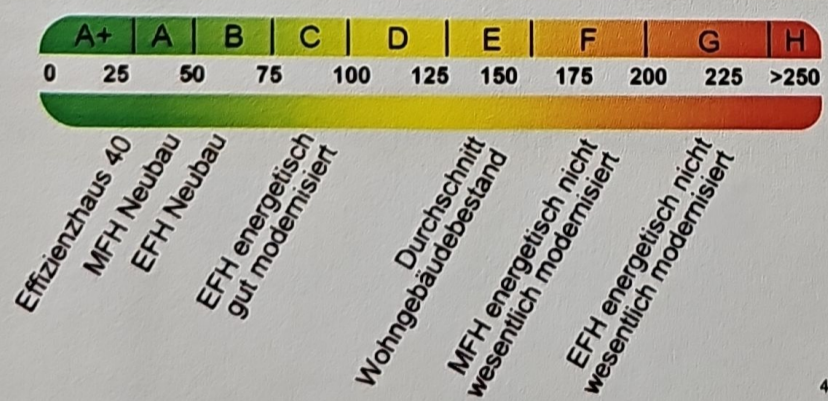 A+ A B C D E F G H
0 25 50 75 100 125 150 175 200 225 >250
Effizienzhaus 40
MFH Neubau
EFH Neubau
EFH energetisch
gut modernisiert
Durchschnitt
Wohngebäudebestand
MFH energetisch nicht
wesentlich modernisiert
EFH energetisch nicht
wesentlich modernisiert
4